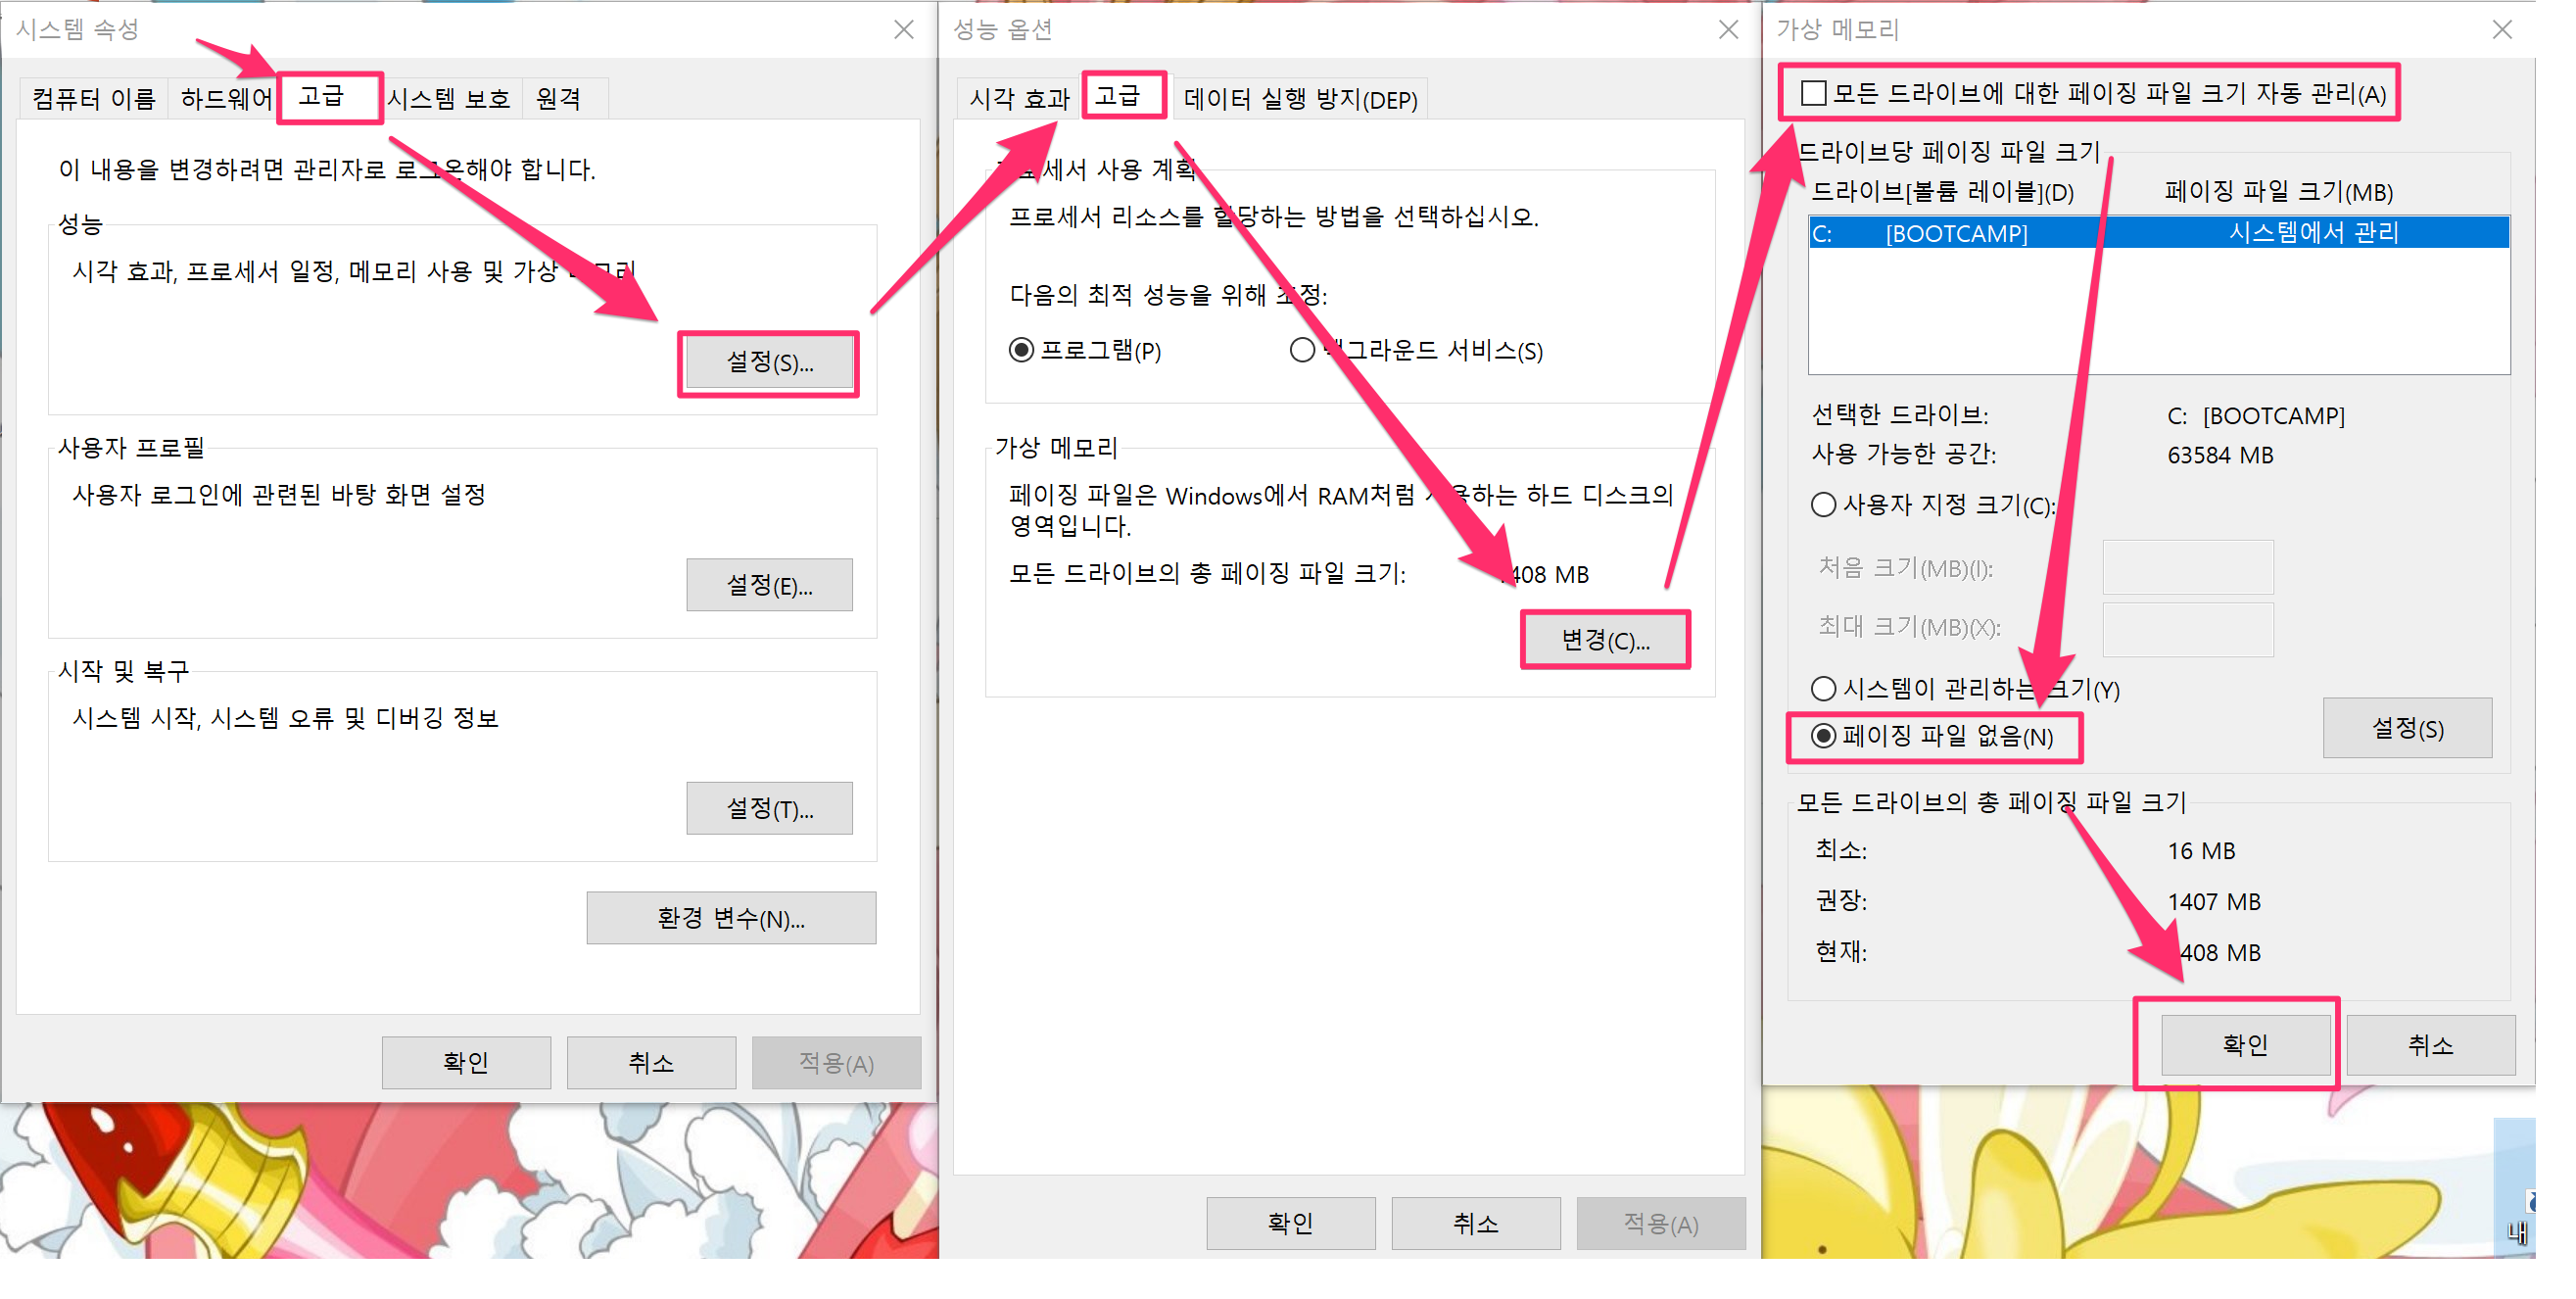 시스템 속성
컴퓨터 이름
하드웨어
고급
시스템 보호
원격
이 내용을 변경하려면 관리자로 로그온해야 합니다.
성능
시각 효과, 프로세서 일정, 메모리 사용 및 가상
설정(S)...
사용자 프로필
사용자 로그인에 관련된 바탕 화면 설정
설정(E)...
시작 및 복구
시스템 시작, 시스템 오류 및 디버깅 정보
설정(T)...
환경 변수(N)...
확인
취소
적용(A)
성능 옵션
시각 효과
고급
데이터 실행 방지(DEP)
프로세서 사용 계획
프로세서 리소스를 할당하는 방법을 선택하십시오.
다음의 최적 성능을 위해 조정:
프로그램(P)
백그라운드 서비스(S)
가상 메모리
페이징 파일은 Windows에서 RAM처럼 사용하는 하드 디스크의
영역입니다.
모든 드라이브의 총 페이징 파일 크기:
1408 MB
변경(C)...
확인
취소
적용(A)
가상 메모리
모든 드라이브에 대한 페이징 파일 크기 자동 관리(A)
드라이브당 페이징 파일 크기
드라이브[볼륨 레이블](D)
페이징 파일 크기(MB)
C:
[BOOTCAMP]
시스템에서 관리
선택한 드라이브:
C: [BOOTCAMP]
사용 가능한 공간:
63584 MB
사용자 지정 크기(C):
처음 크기(MB)(I):
최대 크기(MB)(X):
시스템이 관리하는 크기(Y)
페이징 파일 없음(N)
설정(S)
모든 드라이브의 총 페이징 파일 크기
최소:
16 MB
권장:
1407 MB
현재:
1408 MB
확인
취소
내